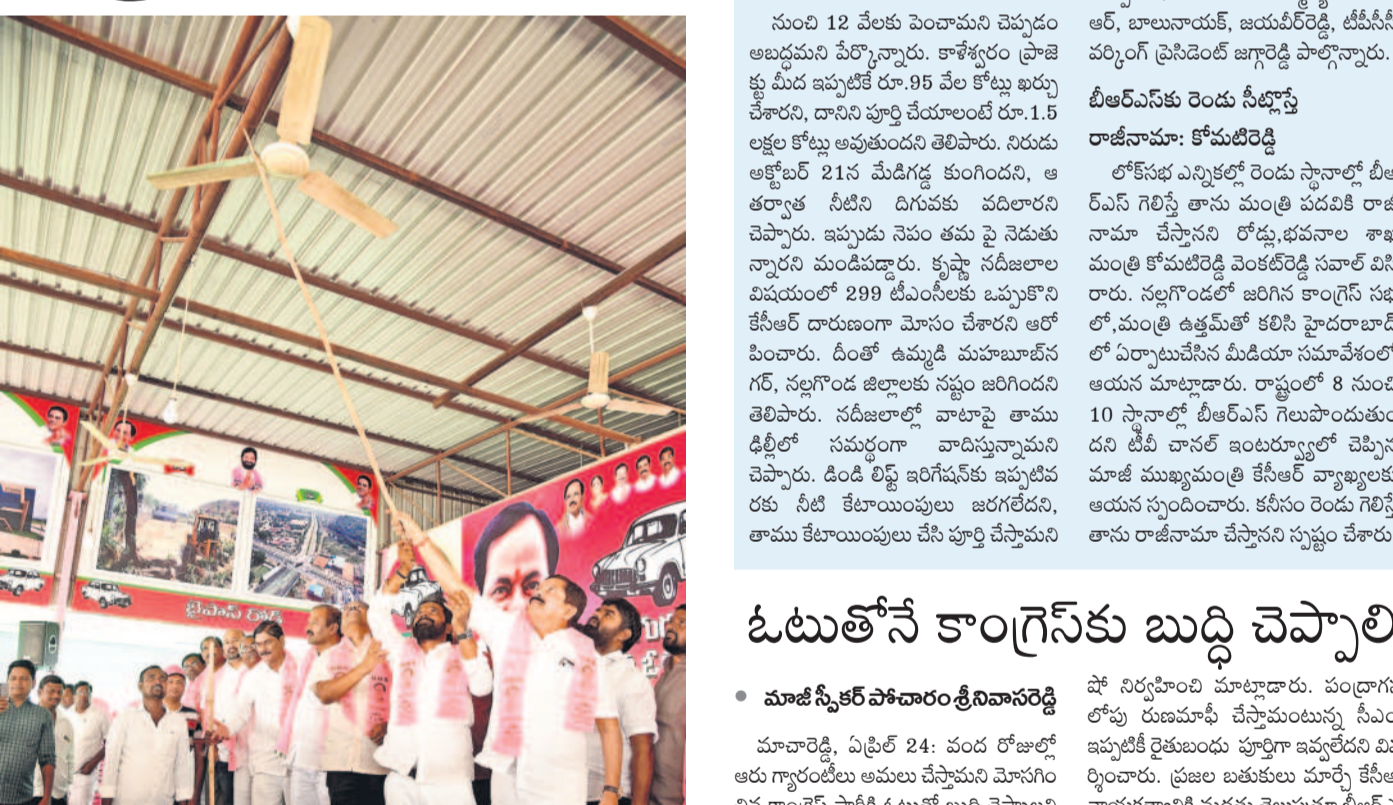 బైపాస్ రోడ్
నుంచి 12 వేలకు పెంచామని చెప్పడం
అబద్ధమని పేర్కొన్నారు. కాళేశ్వరం ప్రాజె
క్టు మీద ఇప్పటికే రూ.95 వేల కోట్లు ఖర్చు
చేశారని, దానిని పూర్తి చేయాలంటే రూ.1.5
లక్షల కోట్లు అవుతుందని తెలిపారు. నిరుడు
అక్టోబర్ 21న మేడిగడ్డ కుంగిందని, ఆ
తర్వాత నీటిని దిగువకు వదిలారని
చెప్పారు. ఇప్పుడు నెపం తమ పై నెడుతు
న్నారని మండిపడ్డారు. కృష్ణా నదీజలాల
విషయంలో 299 టీఎంసీలకు ఒప్పుకొని
కేసీఆర్ దారుణంగా మోసం చేశారని ఆరో
పించారు. దీంతో ఉమ్మడి మహబూబ్‌న
గర్, నల్లగొండ జిల్లాలకు నష్టం జరిగిందని
తెలిపారు. నదీజలాల్లో వాటాపై తాము
ఢిల్లీలో సమర్థంగా వాదిస్తున్నామని
చెప్పారు. డిండి లిఫ్ట్ ఇరిగేషన్‌కు ఇప్పటివ
రకు నీటి కేటాయింపులు జరగలేదని,
తాము కేటాయింపులు చేసి పూర్తి చేస్తామని
ఆర్, బాలునాయక్, జయవీర్‌రెడ్డి, టీపీసీసీ
వర్కింగ్ ప్రెసిడెంట్ జగ్గారెడ్డి పాల్గొన్నారు.
బీఆర్ఎస్‌కు రెండు సీట్లొస్తే
రాజీనామా: కోమటిరెడ్డి
లోక్‌సభ ఎన్నికల్లో రెండు స్థానాల్లో బీఆ
ర్ఎస్ గెలిస్తే తాను మంత్రి పదవికి రాజీ
నామా చేస్తానని రోడ్లు,భవనాల శాఖ
మంత్రి కోమటిరెడ్డి వెంకట్‌రెడ్డి సవాల్ విసి
రారు. నల్లగొండలో జరిగిన కాంగ్రెస్ సభ
లో,మంత్రి ఉత్తమ్‌తో కలిసి హైదరాబాద్
లో ఏర్పాటుచేసిన మీడియా సమావేశంలో
ఆయన మాట్లాడారు. రాష్ట్రంలో 8 నుంచి
10 స్థానాల్లో బీఆర్ఎస్ గెలుపొందుతుం
దని టీవీ చానల్ ఇంటర్వ్యూలో చెప్పిన
మాజీ ముఖ్యమంత్రి కేసీఆర్ వ్యాఖ్యలకు
ఆయన స్పందించారు. కనీసం రెండు గెలిస్తే
తాను రాజీనామా చేస్తానని స్పష్టం చేశారు
ఓటుతోనే కాంగ్రెస్‌కు బుద్ధి చెప్పాలి
● మాజీ స్పీకర్ పోచారం శ్రీనివాసరెడ్డి
మాచారెడ్డి, ఏప్రిల్ 24: వంద రోజుల్లో
ఆరు గ్యారంటీలు అమలు చేస్తామని మోసగిం
షో నిర్వహించి మాట్లాడారు. పంద్రాగస్
లోపు రుణమాఫీ చేస్తామంటున్న సీఎం
ఇప్పటికీ రైతుబంధు పూర్తిగా ఇవ్వలేదని వి
ర్శించారు. ప్రజల బతుకులు మార్చే కేసీఆ